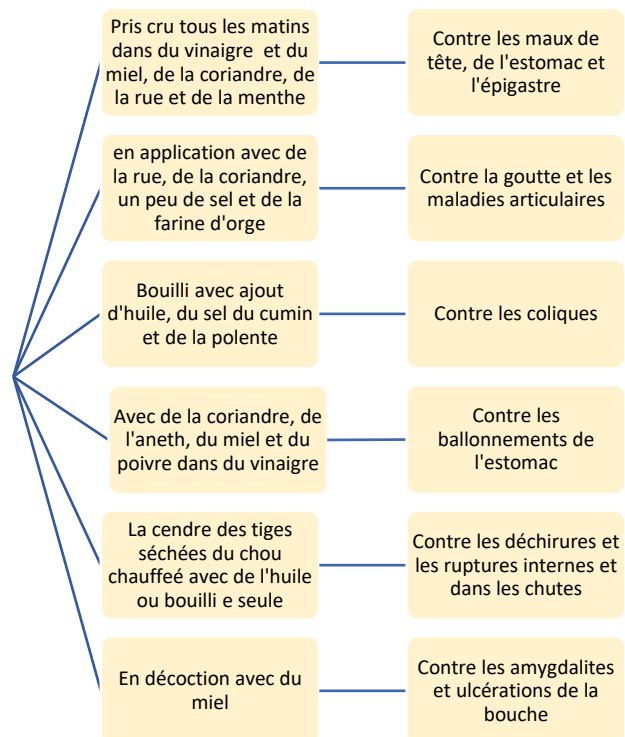 Pris cru tous les matins
dans du vinaigre et du
miel, de la coriandre, de
la rue et de la menthe
Contre les maux de
tête, de l'estomac et
l'épigastre
en application avec de
la rue, de la coriandre,
un peu de sel et de la
farine d'orge
Contre la goutte et les
maladies articulaires
Bouilli avec ajout
d'huile, du sel du cumin
et de la polente
Contre les coliques
Avec de la coriandre, de
l'aneth, du miel et du
poivre dans du vinaigre
Contre les
ballonnements de
l'estomac
La cendre des tiges
séchées du chou
chauffeé avec de l'huile
ou bouilli e seule
Contre les déchirures et
les ruptures internes et
dans les chutes
En décoction avec du
miel
Contre les amygdalites
et ulcérations de la
bouche